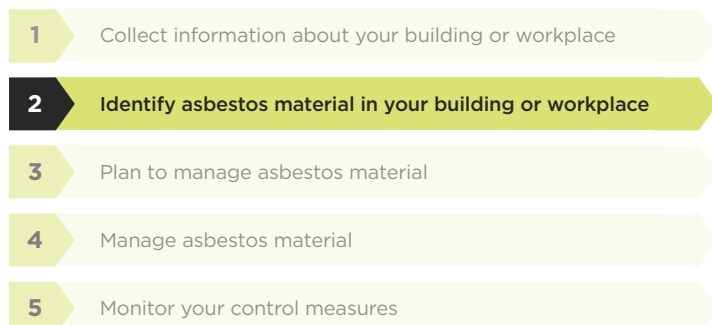 1 Collect information about your building or workplace
2 Identify asbestos material in your building or workplace
3 Plan to manage asbestos material
4 Manage asbestos material
5 Monitor your control measures